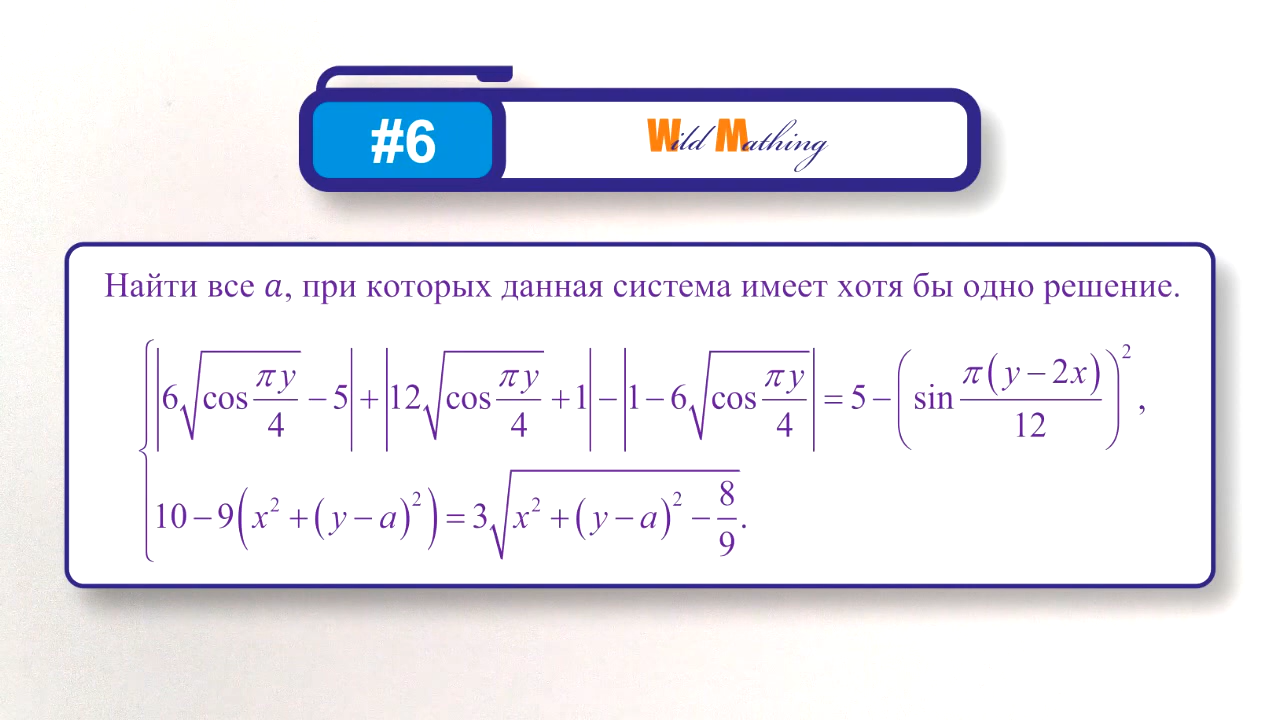 #6 Wild Mathing
Найти все a, при которых данная система имеет хотя бы одно решение.
{ |6√(cos πy/4) − 5| + |12√(cos πy/4) + 1| − |1 − 6√(cos πy/4)| = 5 − (sin π(y − 2x)/12)²,
10 − 9(x² + (y − a)²) = 3√(x² + (y − a)² − 8/9).